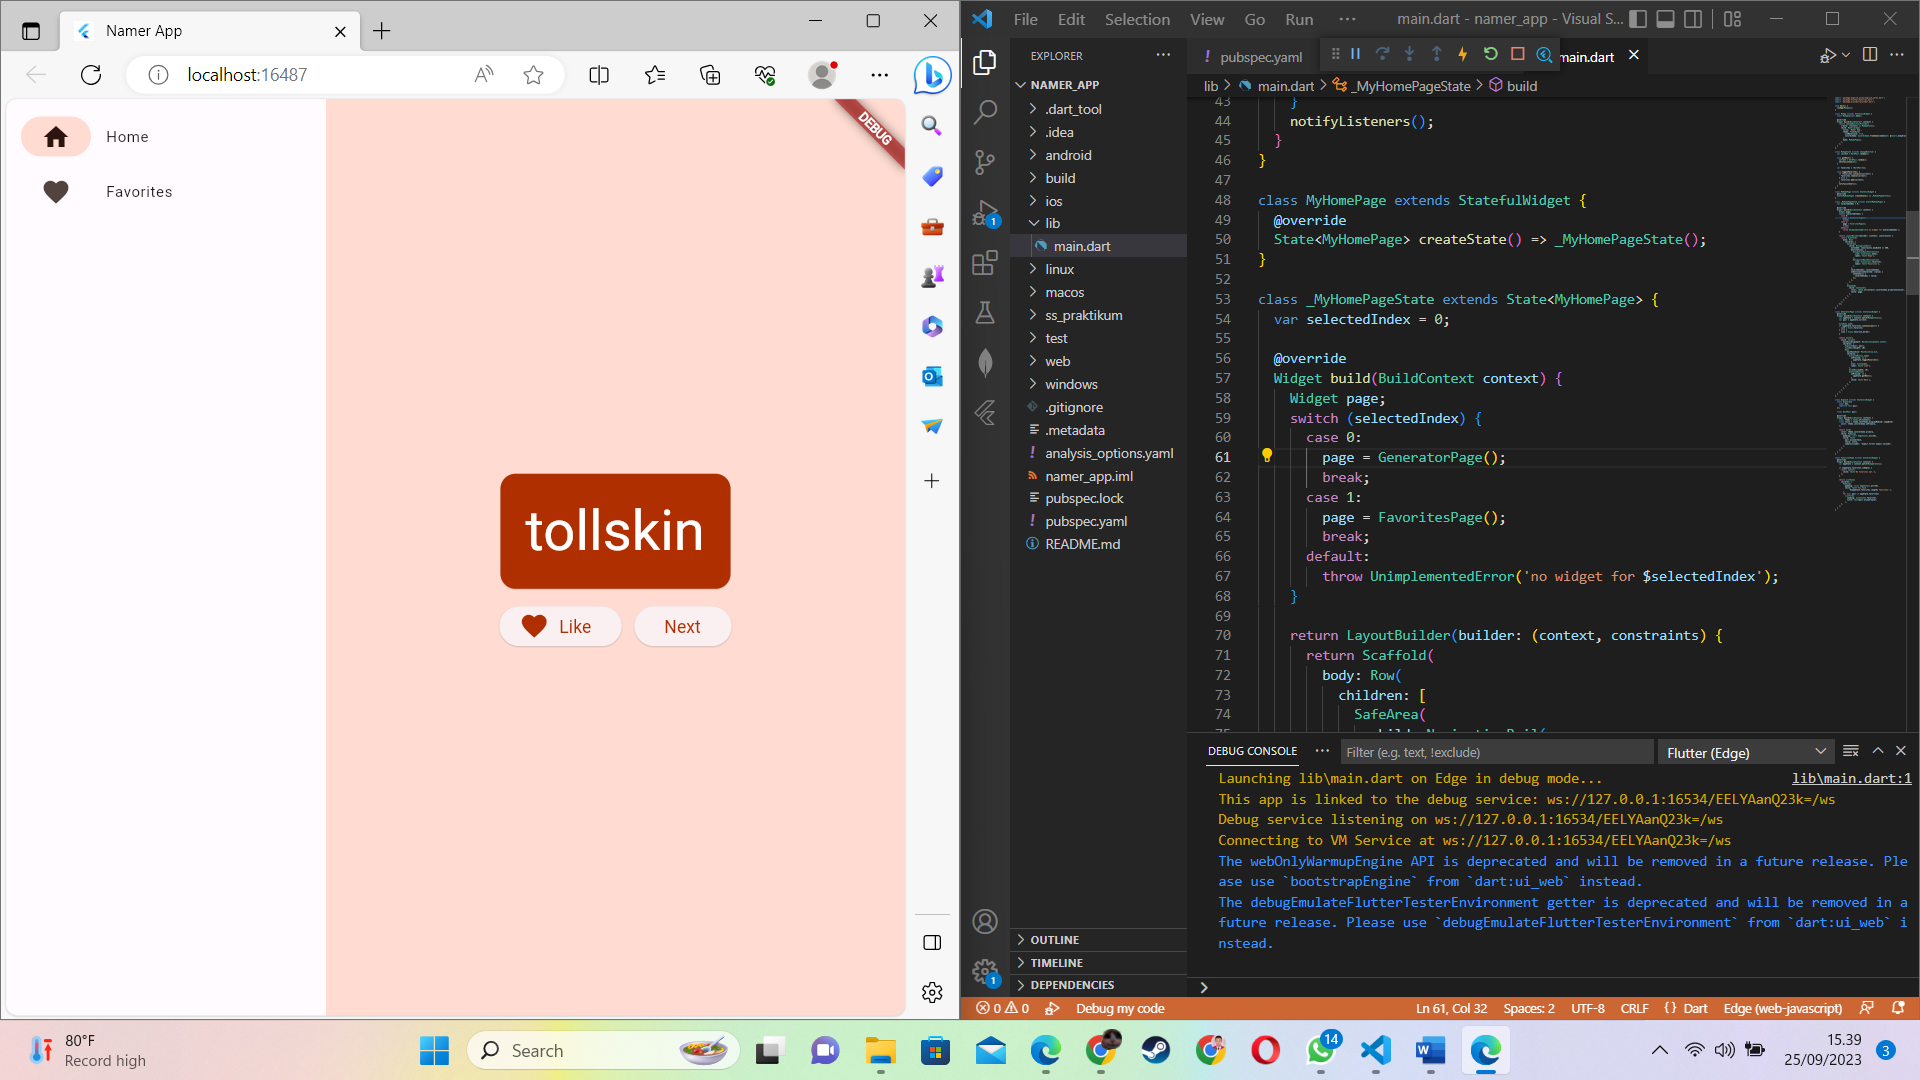 Namer App
localhost:16487
Home
Favorites
DEBUG
tollskin
Like
Next
File Edit Selection View Go Run ··· main.dart - namer_app - Visual S...
EXPLORER
NAMER_APP
.dart_tool
.idea
android
build
ios
lib
main.dart
linux
macos
ss_praktikum
test
web
windows
.gitignore
.metadata
analysis_options.yaml
namer_app.iml
pubspec.lock
pubspec.yaml
README.md
OUTLINE
TIMELINE
DEPENDENCIES
1
1
pubspec.yaml
main.dart
lib > main.dart > _MyHomePageState > build
43 }
44 notifyListeners();
45 }
46 }
47
48 class MyHomePage extends StatefulWidget {
49 @override
50 State<MyHomePage> createState() => _MyHomePageState();
51 }
52
53 class _MyHomePageState extends State<MyHomePage> {
54 var selectedIndex = 0;
55
56 @override
57 Widget build(BuildContext context) {
58 Widget page;
59 switch (selectedIndex) {
60 case 0:
61 page = GeneratorPage();
62 break;
63 case 1:
64 page = FavoritesPage();
65 break;
66 default:
67 throw UnimplementedError('no widget for $selectedIndex');
68 }
69
70 return LayoutBuilder(builder: (context, constraints) {
71 return Scaffold(
72 body: Row(
73 children: [
74 SafeArea(
DEBUG CONSOLE
Filter (e.g. text, !exclude)
Flutter (Edge)
Launching lib\main.dart on Edge in debug mode... lib\main.dart:1
This app is linked to the debug service: ws://127.0.0.1:16534/EELYAanQ23k=/ws
Debug service listening on ws://127.0.0.1:16534/EELYAanQ23k=/ws
Connecting to VM Service at ws://127.0.0.1:16534/EELYAanQ23k=/ws
The webOnlyWarmupEngine API is deprecated and will be removed in a future release. Ple
ase use `bootstrapEngine` from `dart:ui_web` instead.
The debugEmulateFlutterTesterEnvironment getter is deprecated and will be removed in a
future release. Please use `debugEmulateFlutterTesterEnvironment` from `dart:ui_web` i
nstead.
0 0 Debug my code Ln 61, Col 32 Spaces: 2 UTF-8 CRLF {} Dart Edge (web-javascript)
80°F
Record high
Search
14
15.39
25/09/2023
3